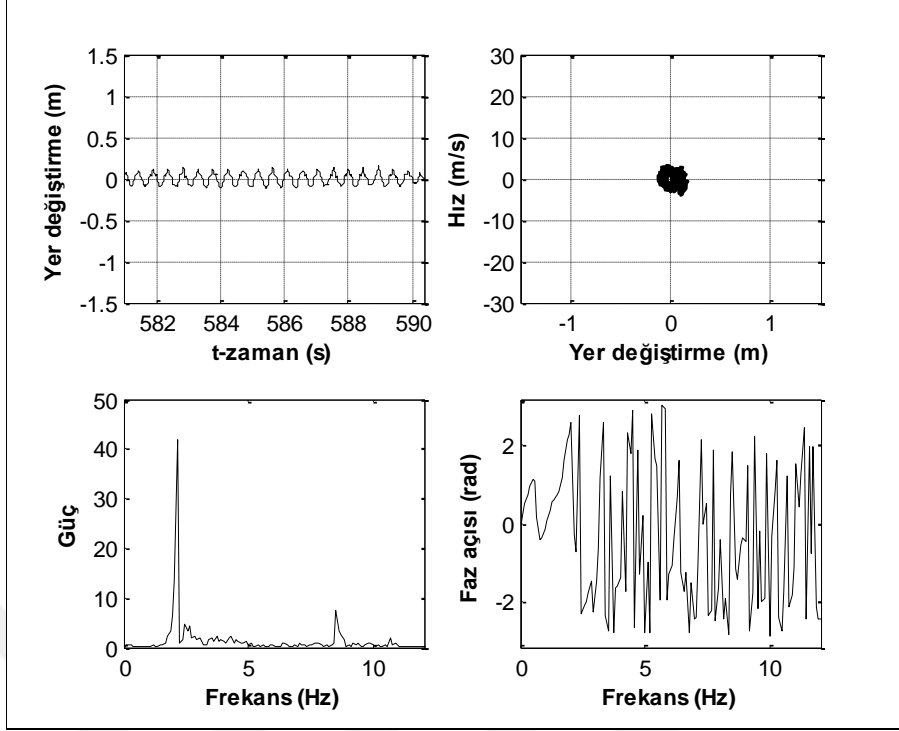 1.5
1
0.5
0
-0.5
-1
-1.5
582 584 586 588 590
t-zaman (s)
Yer değiştirme (m)
30
20
10
0
-10
-20
-30
-1 0 1
Yer değiştirme (m)
Hız (m/s)
50
40
30
20
10
0
0 5 10
Frekans (Hz)
Güç
2
0
-2
0 5 10
Frekans (Hz)
Faz açısı (rad)